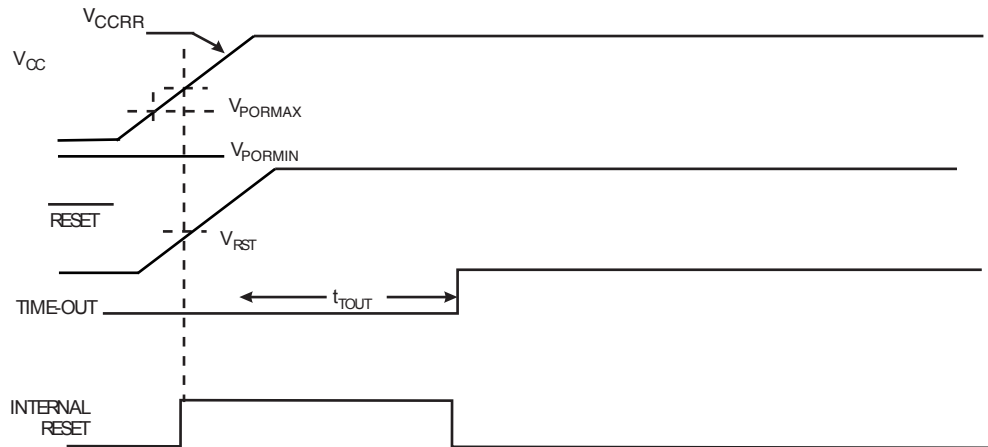 VCCRR
VCC
VPORMAX
VPORMIN
RESET
VRST
tTOUT
TIME-OUT
INTERNAL
RESET